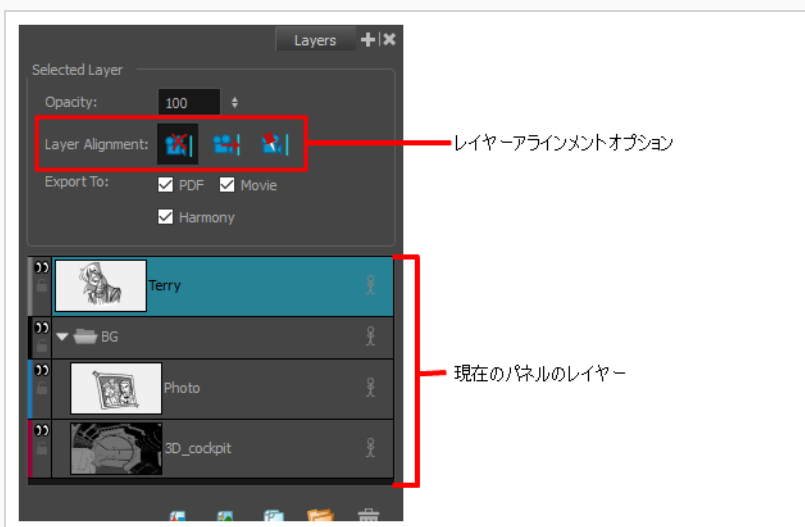 Layers
Selected Layer
Opacity: 100
Layer Alignment:
レイヤーアラインメントオプション
Export To: PDF Movie
Harmony
Terry
BG
現在のパネルのレイヤー
Photo
3D_cockpit